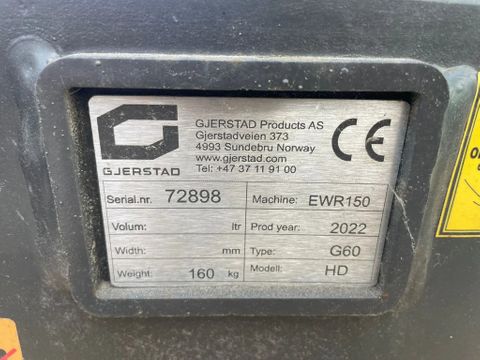 GJERSTAD
GJERSTAD Products AS
Gjerstadveien 373
4993 Sundebru Norway
www.gjerstad.com
Tel: +47 37 11 91 00
CE
Serial.nr. 72898 Machine: EWR150
Volum: ltr Prod year: 2022
Width: mm Type: G60
Weight: 160 kg Modell: HD